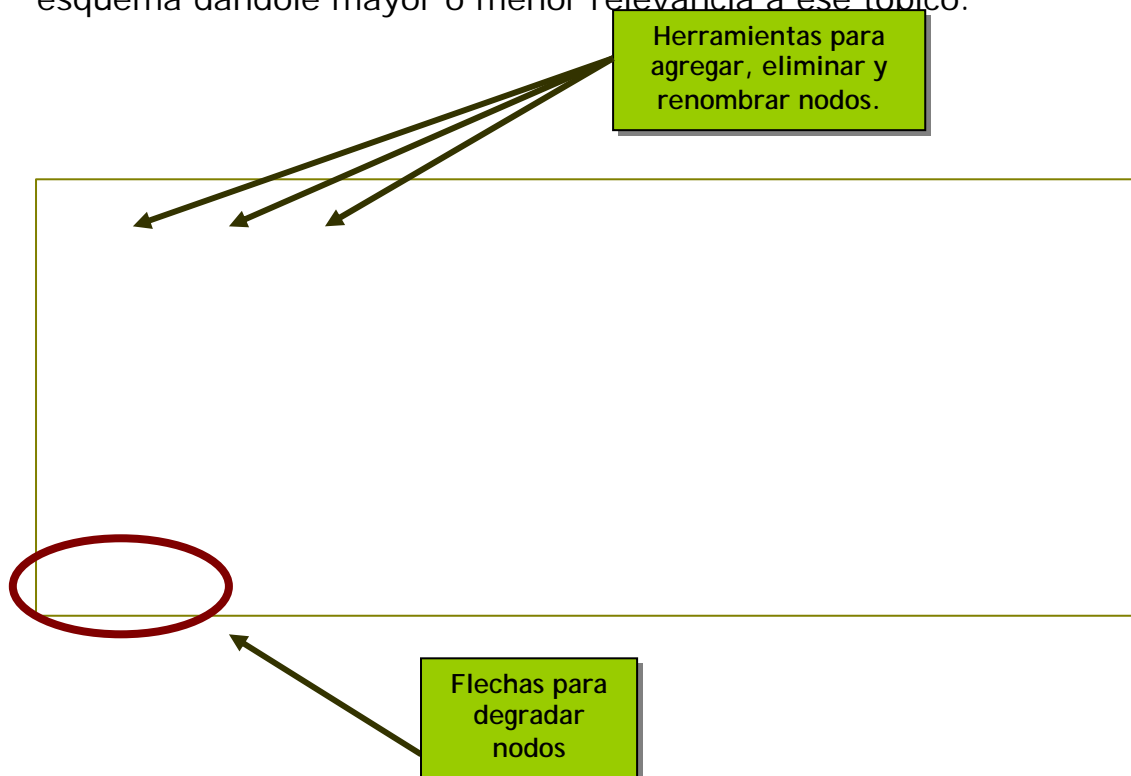 esquema dándole mayor o menor relevancia a ese tópico.
Herramientas para
agregar, eliminar y
renombrar nodos.
Flechas para
degradar
nodos